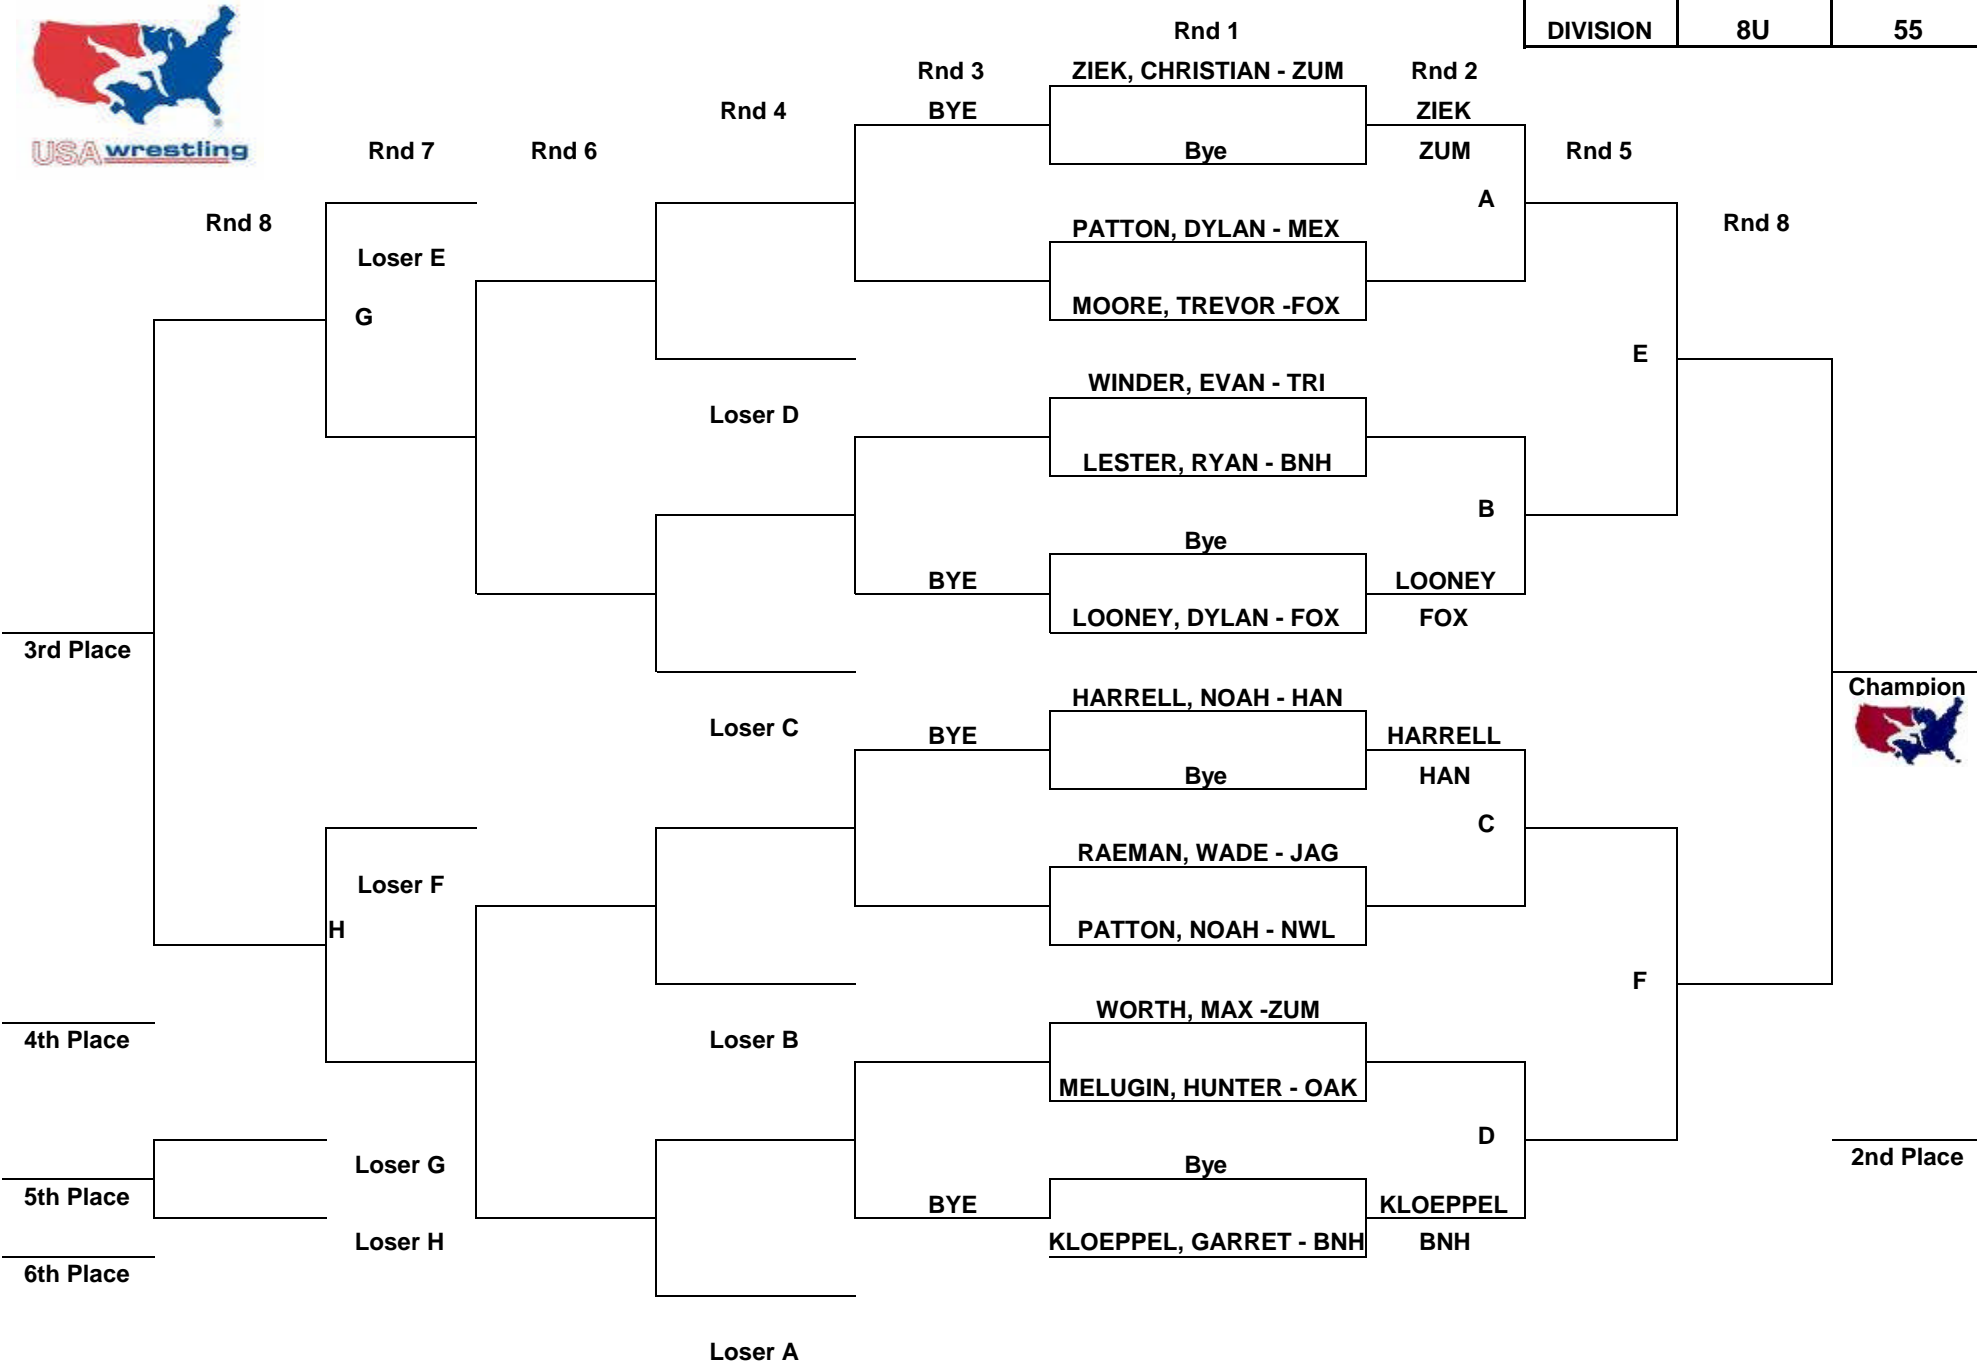 Rnd 1
DIVISION 8U 55
Rnd 3 ZIEK, CHRISTIAN - ZUM Rnd 2
Rnd 4 BYE ZIEK
USA wrestling Rnd 7 Rnd 6 Bye ZUM Rnd 5
A
Rnd 8 PATTON, DYLAN - MEX Rnd 8
Loser E
G MOORE, TREVOR -FOX
E
WINDER, EVAN - TRI
Loser D
LESTER, RYAN - BNH
B
Bye
BYE LOONEY
LOONEY, DYLAN - FOX FOX
3rd Place
HARRELL, NOAH - HAN Champion
Loser C BYE HARRELL
Bye HAN
C
RAEMAN, WADE - JAG
Loser F
H PATTON, NOAH - NWL
F
WORTH, MAX -ZUM
4th Place Loser B
MELUGIN, HUNTER - OAK
D
Loser G Bye 2nd Place
5th Place BYE KLOEPPEL
Loser H KLOEPPEL, GARRET - BNH BNH
6th Place
Loser A